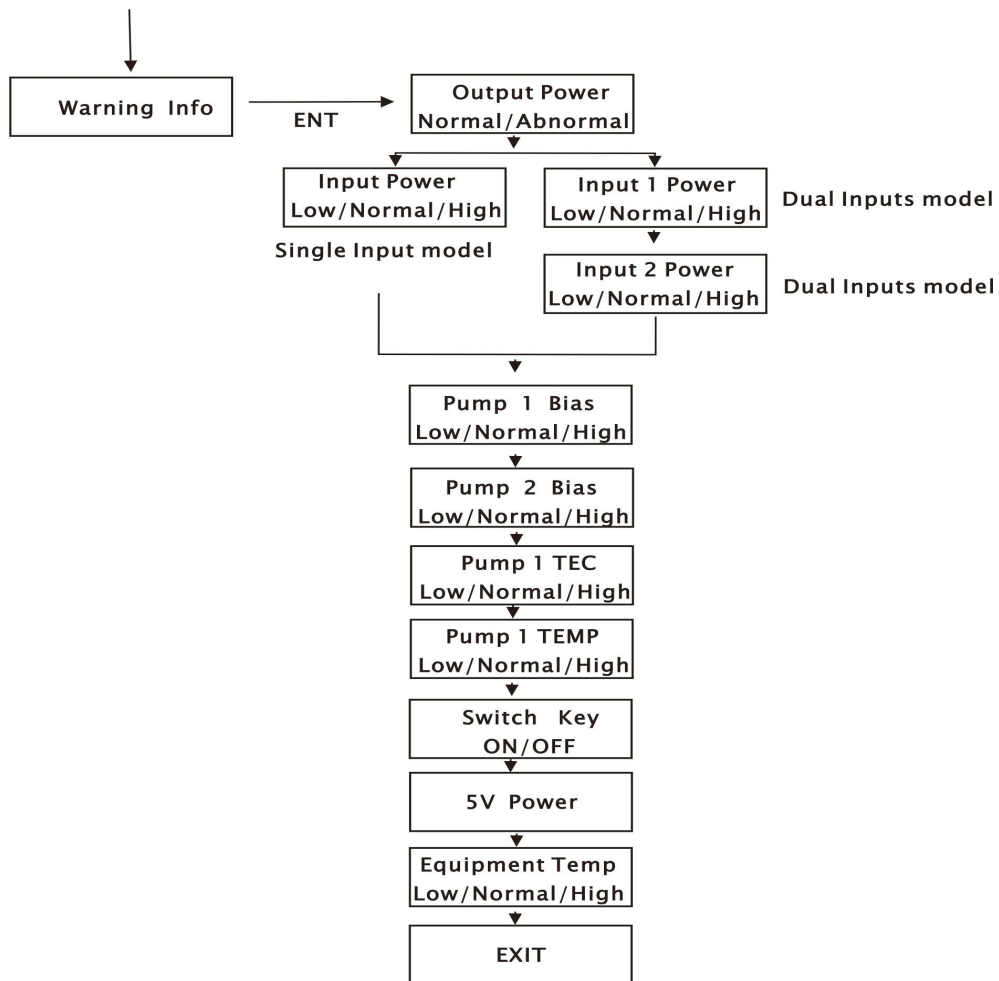 Warning Info
ENT
Output Power
Normal/Abnormal
Input Power
Low/Normal/High
Single Input model
Input 1 Power
Low/Normal/High
Dual Inputs model
Input 2 Power
Low/Normal/High
Dual Inputs model
Pump 1 Bias
Low/Normal/High
Pump 2 Bias
Low/Normal/High
Pump 1 TEC
Low/Normal/High
Pump 1 TEMP
Low/Normal/High
Switch Key
ON/OFF
5V Power
Equipment Temp
Low/Normal/High
EXIT